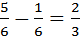 5/6 − 1/6 = 2/3